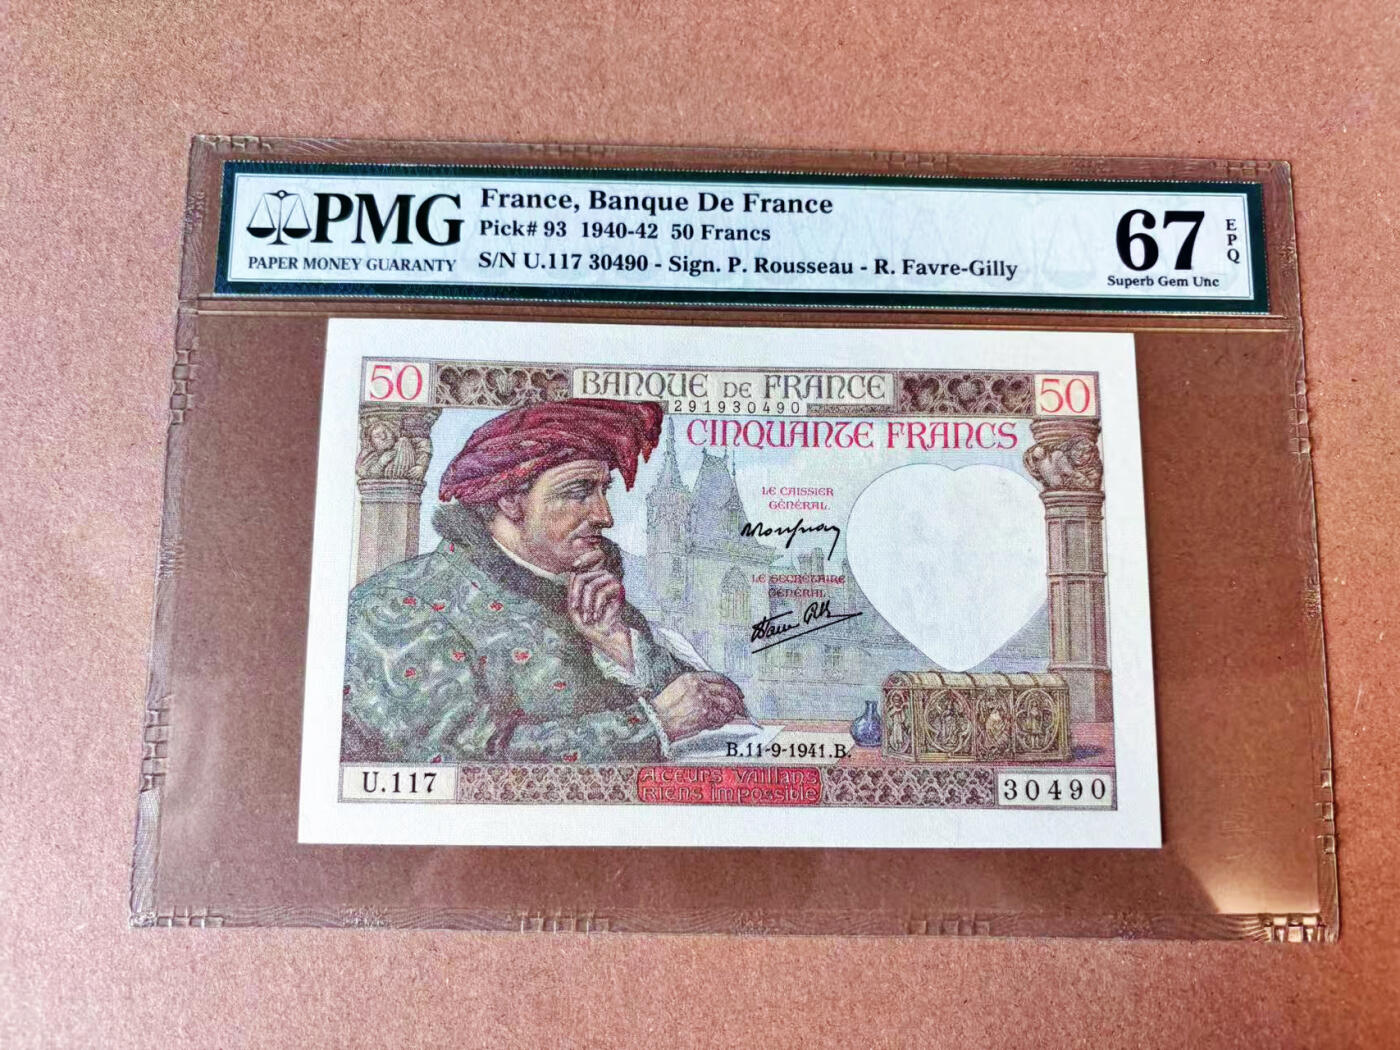 PMG
PAPER MONEY GUARANTY
France, Banque De France
Pick# 93 1940-42 50 Francs
S/N U.117 30490 - Sign. P. Rousseau - R. Favre-Gilly
67
EPQ
Superb Gem Unc
50
BANQUE DE FRANCE
50
291930490
CINQUANTE FRANCS
LE CAISSIER
GÉNÉRAL
LE SECRÉTAIRE
GÉNÉRAL
B.11-9-1941.B.
U.117
A CEURS VAILLANS
RIENS IMPOSSIBLE
30490